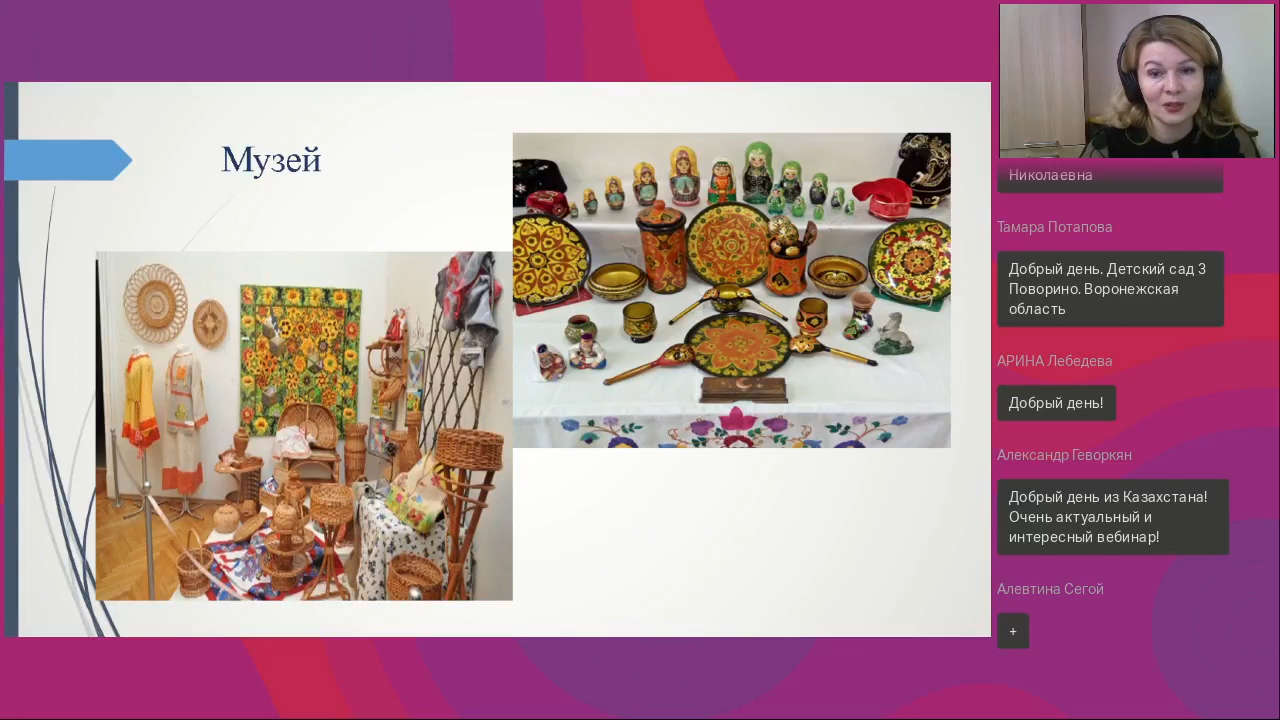 Музей
Николаевна
Тамара Потапова
Добрый день. Детский сад 3
Поворино. Воронежская
область
АРИНА Лебедева
Добрый день!
Александр Геворкян
Добрый день из Казахстана!
Очень актуальный и
интересный вебинар!
Алевтина Сегой
+